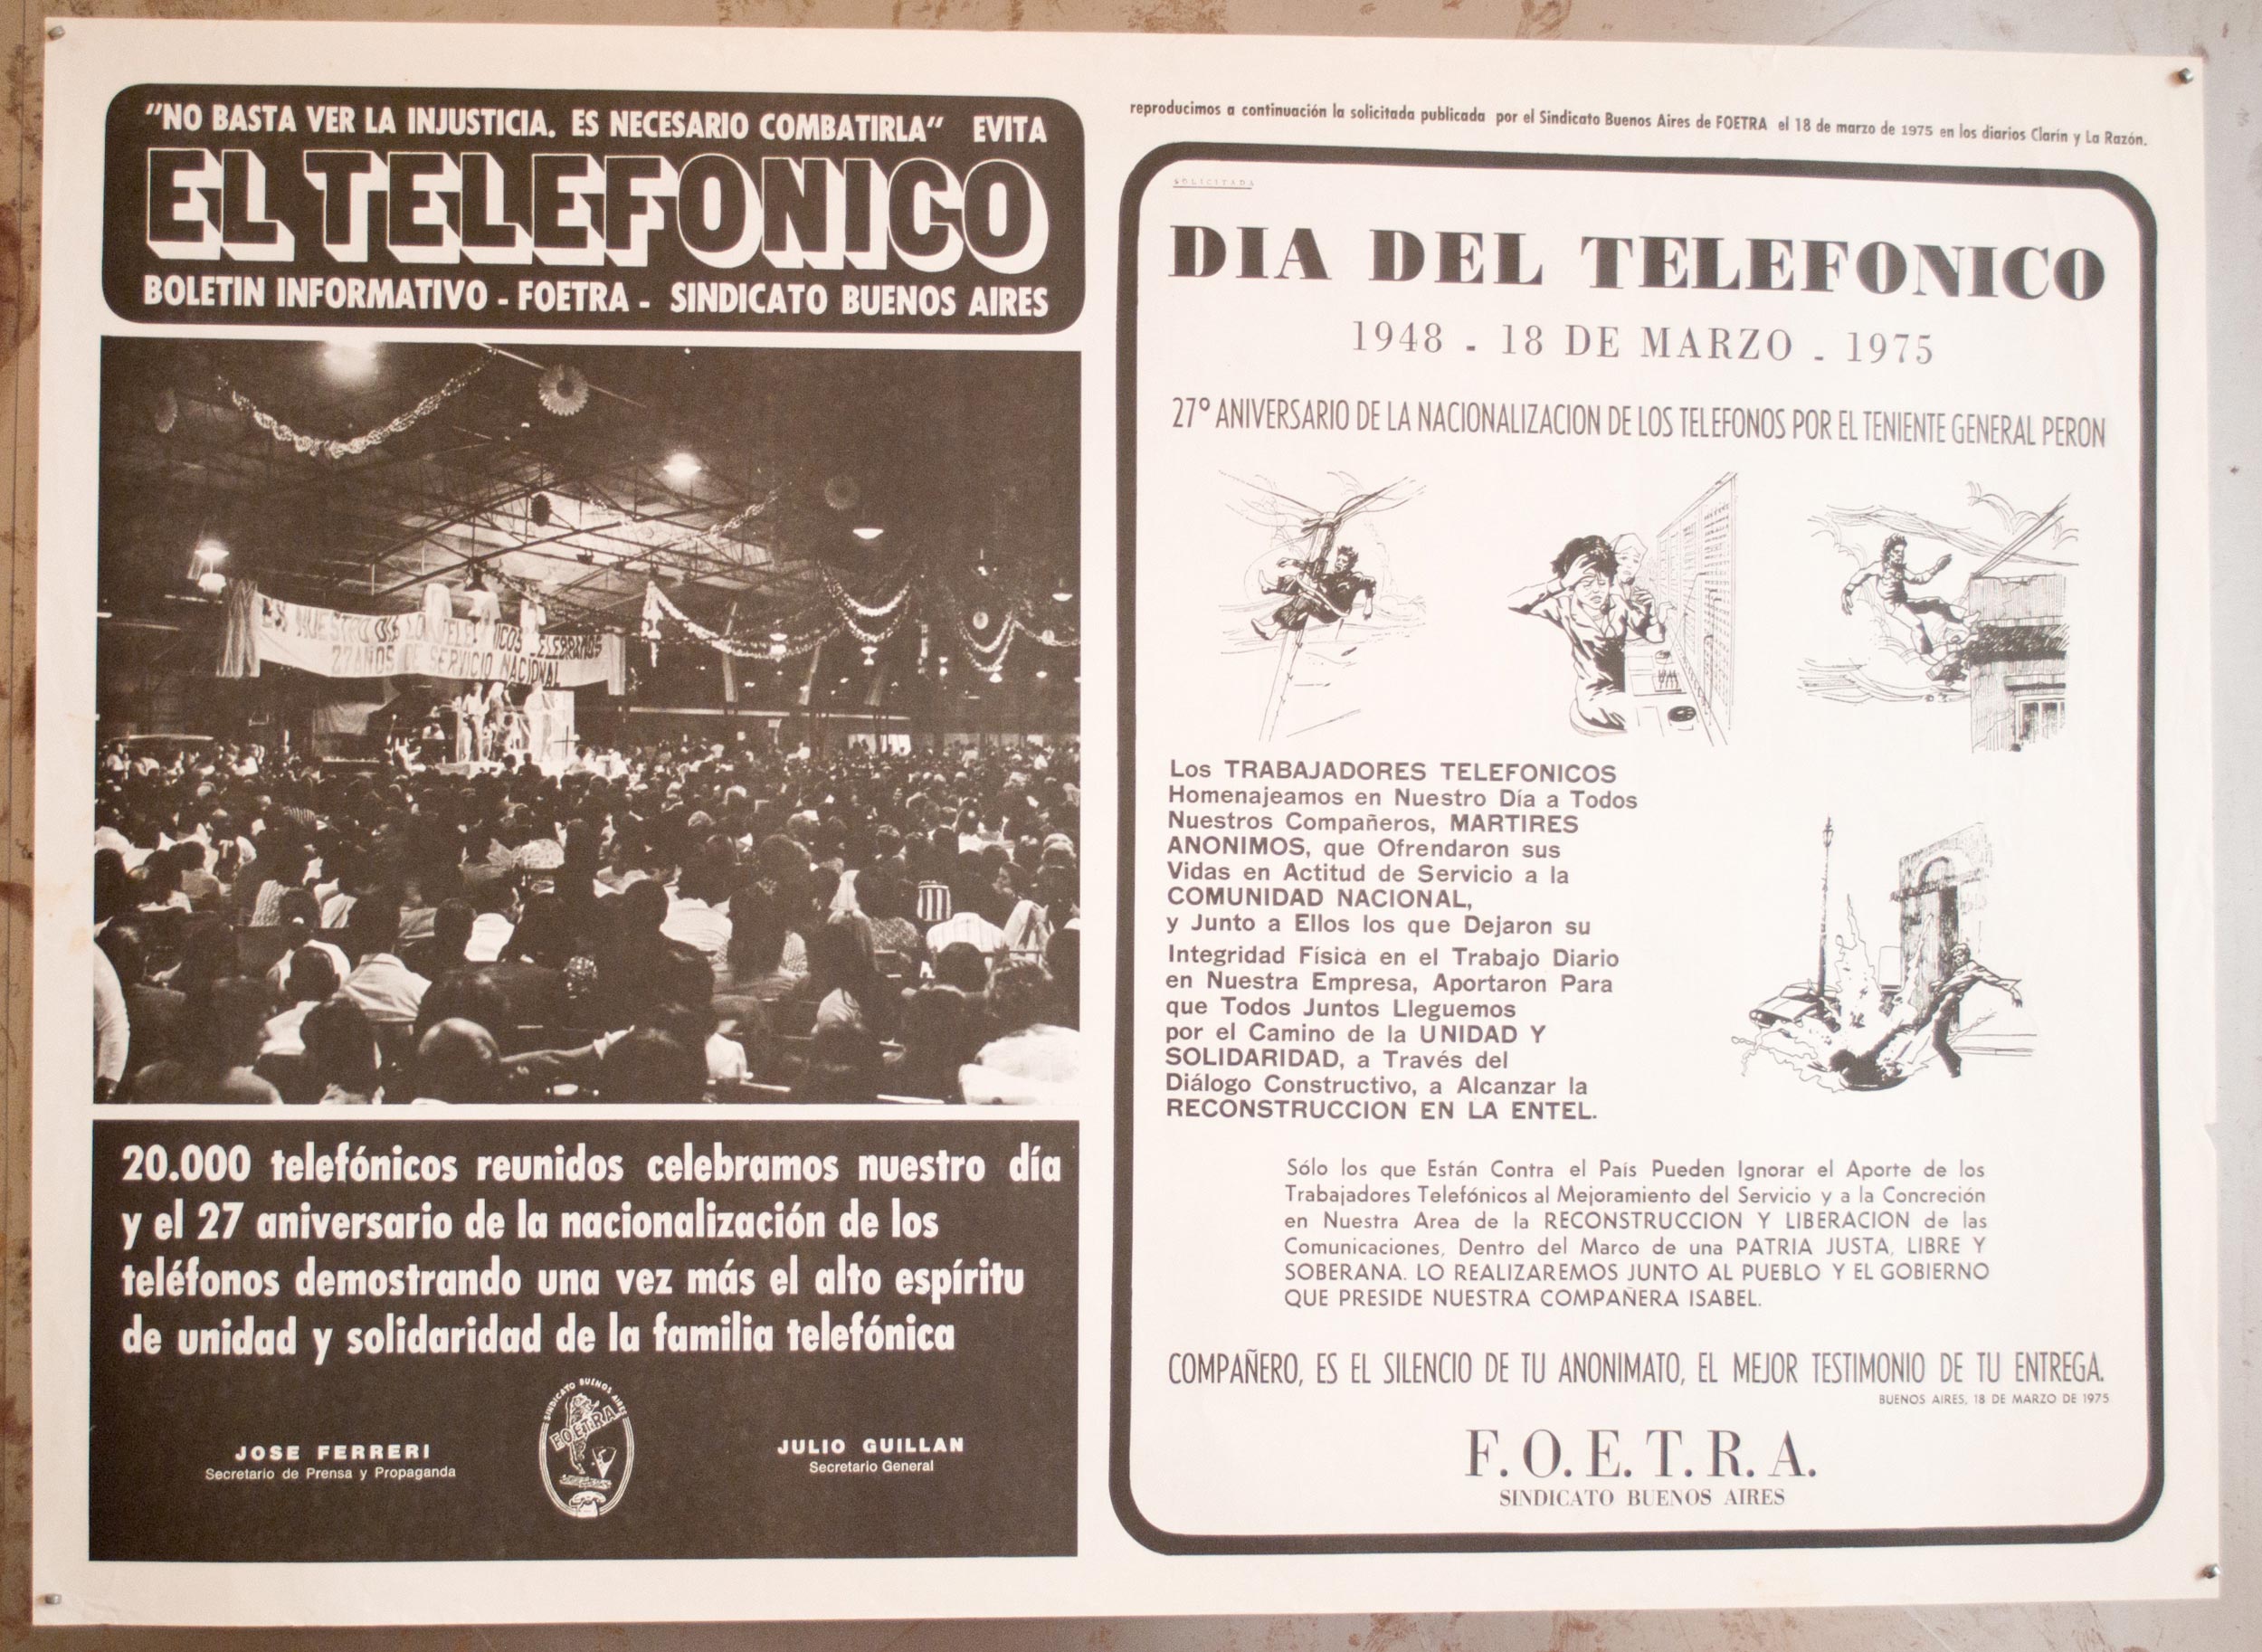 "NO BASTA VER LA INJUSTICIA. ES NECESARIO COMBATIRLA" EVITA
EL TELEFONICO
BOLETIN INFORMATIVO - FOETRA - SINDICATO BUENOS AIRES
NUESTRO DIA LOS TELEFONICOS CELEBRAMOS
27 AÑOS DE SERVICIO NACIONAL
20.000 telefónicos reunidos celebramos nuestro día
y el 27 aniversario de la nacionalización de los
teléfonos demostrando una vez más el alto espíritu
de unidad y solidaridad de la familia telefónica
SINDICATO BUENOS AIRES
FOETRA
JOSE FERRERI
Secretario de Prensa y Propaganda
JULIO GUILLAN
Secretario General
reproducimos a continuación la solicitada publicada por el Sindicato Buenos Aires de FOETRA el 18 de marzo de 1975 en los diarios Clarín y La Razón.
SOLICITADA
DIA DEL TELEFONICO
1948 - 18 DE MARZO - 1975
27º ANIVERSARIO DE LA NACIONALIZACION DE LOS TELEFONOS POR EL TENIENTE GENERAL PERON
Los TRABAJADORES TELEFONICOS
Homenajeamos en Nuestro Día a Todos
Nuestros Compañeros, MARTIRES
ANONIMOS, que Ofrendaron sus
Vidas en Actitud de Servicio a la
COMUNIDAD NACIONAL,
y Junto a Ellos los que Dejaron su
Integridad Física en el Trabajo Diario
en Nuestra Empresa, Aportaron Para
que Todos Juntos Lleguemos
por el Camino de la UNIDAD Y
SOLIDARIDAD, a Través del
Diálogo Constructivo, a Alcanzar la
RECONSTRUCCION EN LA ENTEL.
Sólo los que Están Contra el País Pueden Ignorar el Aporte de los
Trabajadores Telefónicos al Mejoramiento del Servicio y a la Concreción
en Nuestra Area de la RECONSTRUCCION Y LIBERACION de las
Comunicaciones, Dentro del Marco de una PATRIA JUSTA, LIBRE Y
SOBERANA. LO REALIZAREMOS JUNTO AL PUEBLO Y EL GOBIERNO
QUE PRESIDE NUESTRA COMPAÑERA ISABEL.
COMPAÑERO, ES EL SILENCIO DE TU ANONIMATO, EL MEJOR TESTIMONIO DE TU ENTREGA.
BUENOS AIRES, 18 DE MARZO DE 1975
F.O.E.T.R.A.
SINDICATO BUENOS AIRES